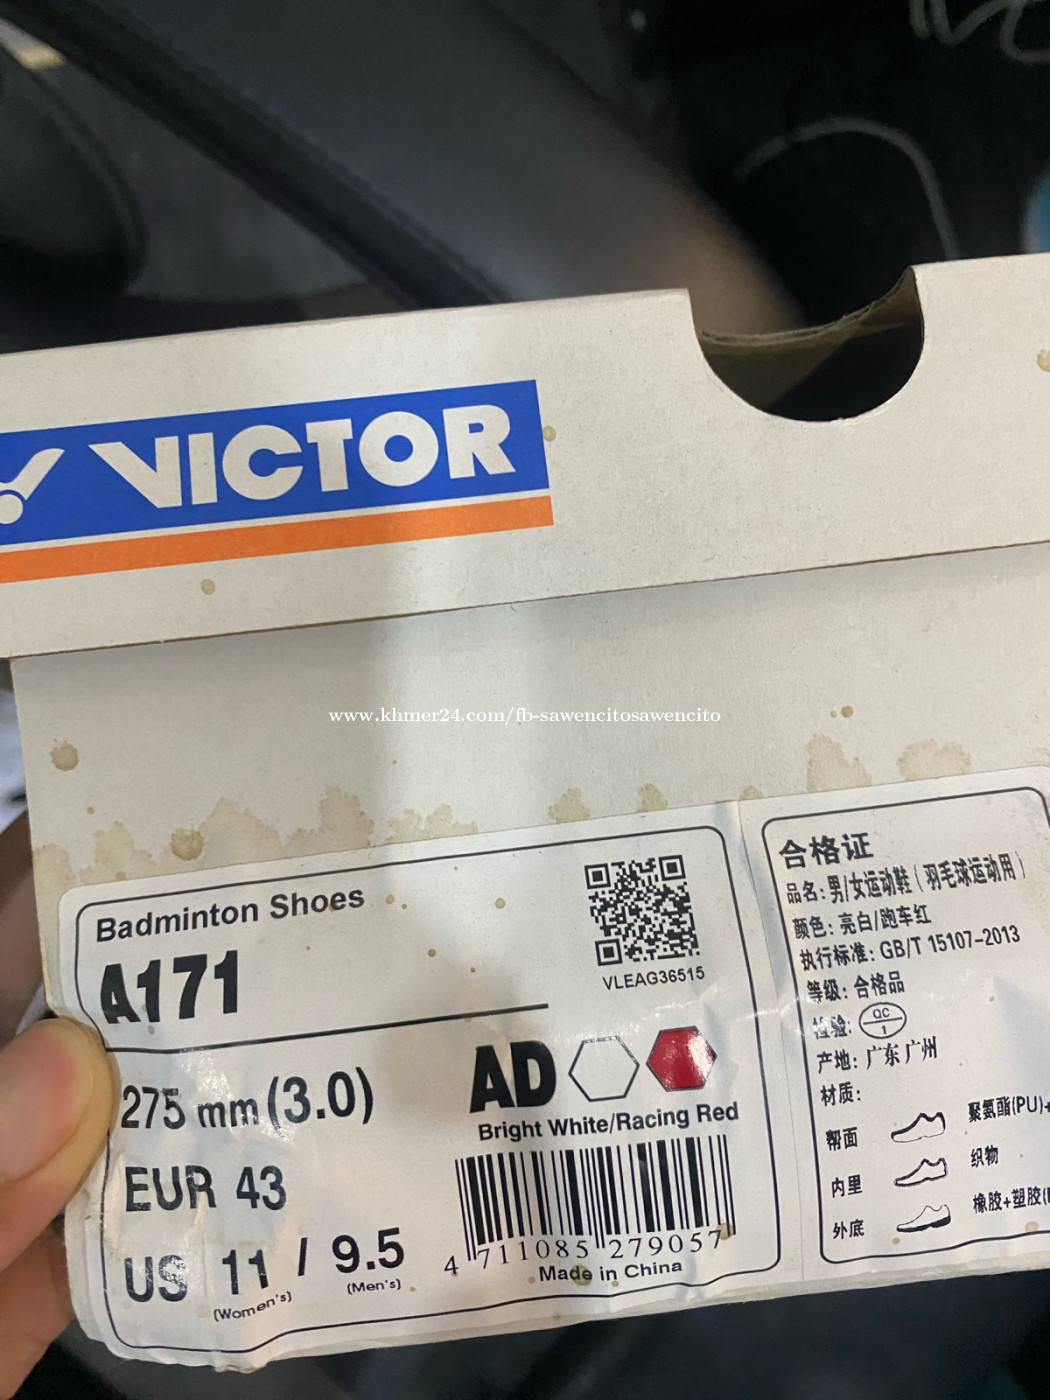 VICTOR
www.khmer24.com/fb-sawencitosawencito
Badminton Shoes
A171
VLEAG36515
275 mm (3.0)
AD
Bright White/Racing Red
EUR 43
US 11 / 9.5
(Women's) (Men's)
4 711085 279057
Made in China
合格证
品名: 男/女运动鞋（羽毛球运动用）
颜色: 亮白/跑车红
执行标准: GB/T 15107-2013
等级: 合格品
检验: QC 1
产地: 广东广州
材质:
帮面 聚氨酯(PU)+
内里 织物
外底 橡胶+塑胶(